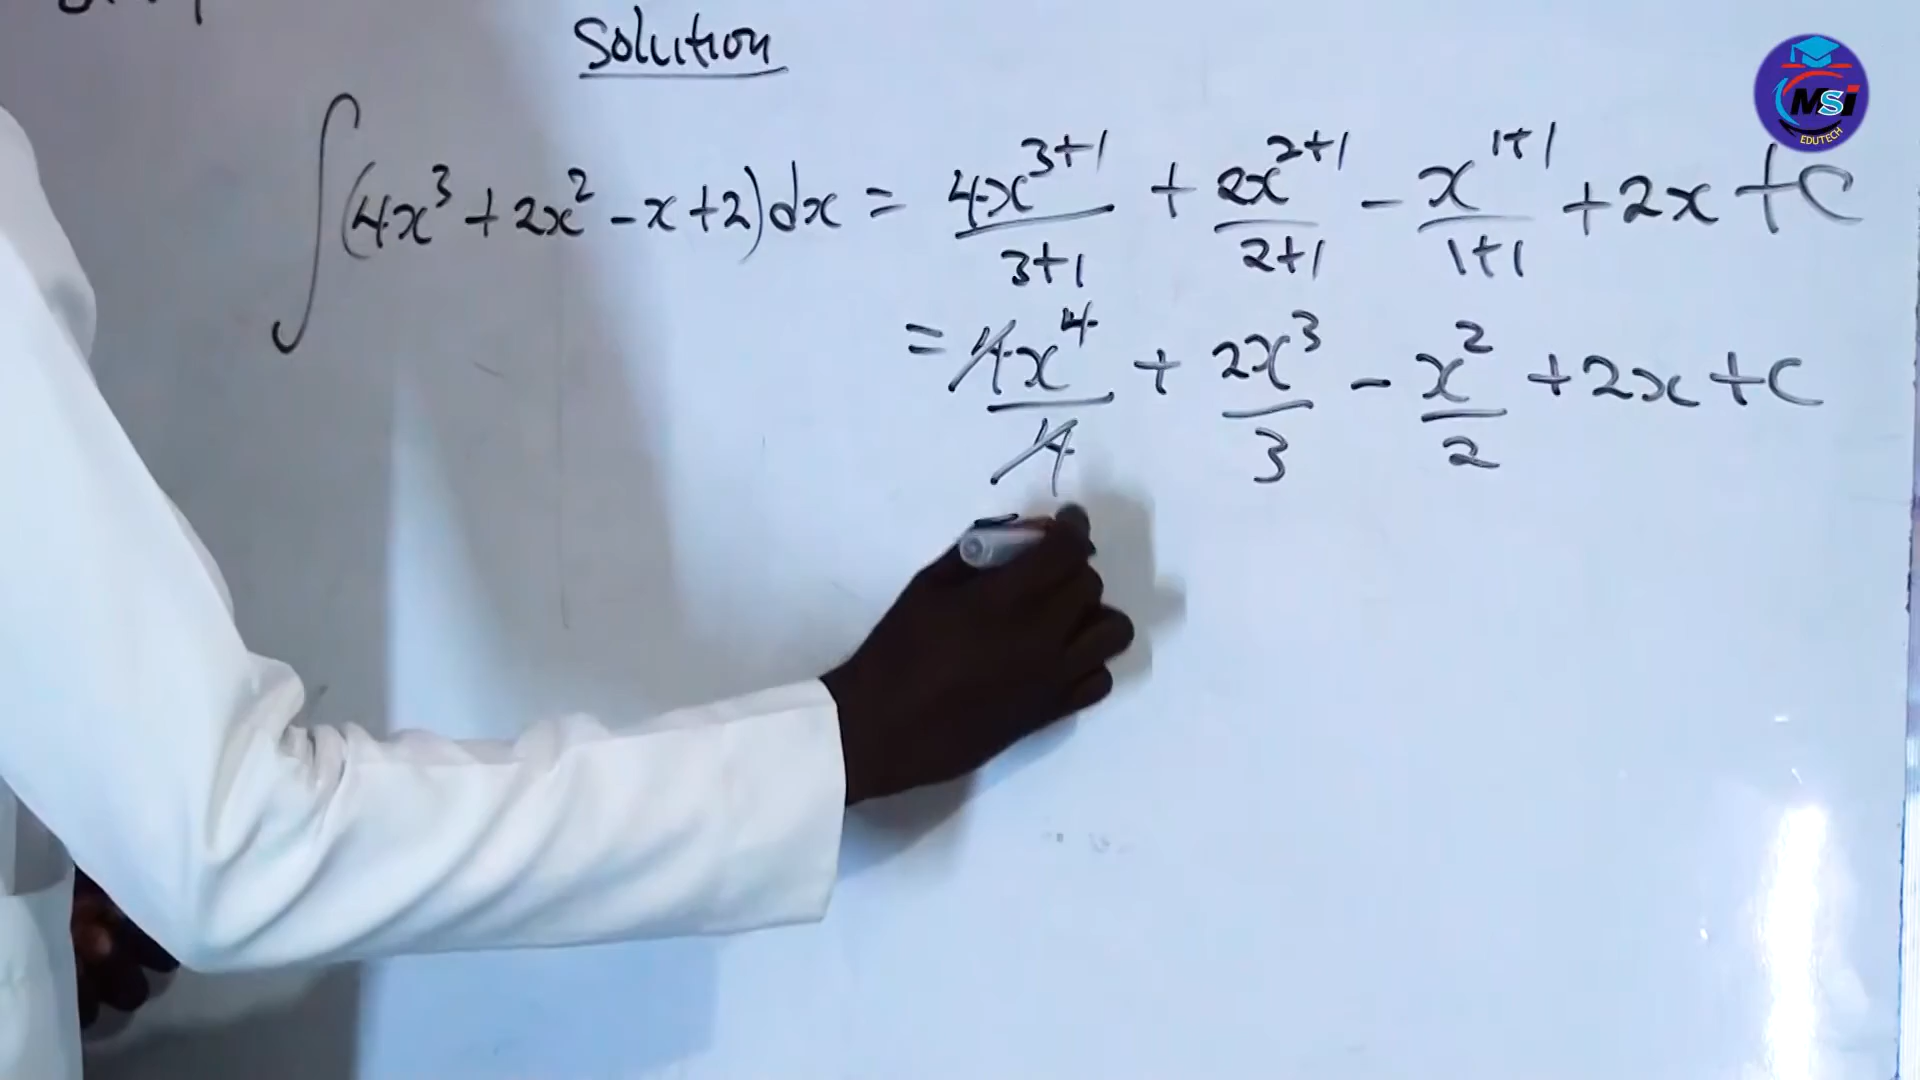 Solution
MSI
EDUTECH
∫(4x³ + 2x² - x + 2)dx = 4x³⁺¹/3+1 + 2x²⁺¹/2+1 - x¹⁺¹/1+1 + 2x + C
= 4x⁴/4 + 2x³/3 - x²/2 + 2x + C